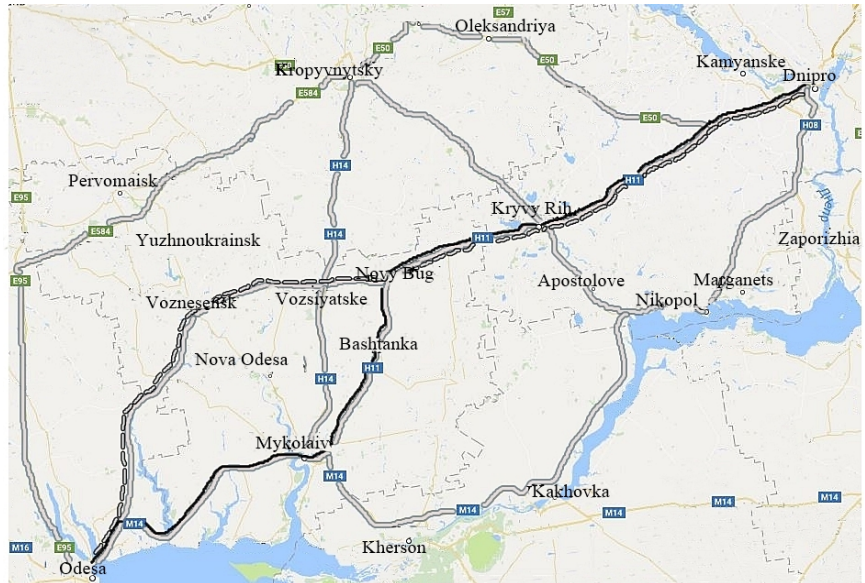 E57
Oleksandriya
E50
Kropyvnytsky
E50
Kamyanske
Dnipro
E584
E50
H08
H14
Pervomaisk
H11
E95
Днепр
Kryvy Rih
E584
H14
Yuzhnoukrainsk
H11
Zaporizhia
E95
Novy Bug
Apostolove
Marganets
Voznesensk
Vozsiyatske
Nikopol
Bashtanka
Nova Odesa
H11
H14
Mykolaiv
M14
Kakhovka
M14
M14
M14
M14
M14
Kherson
M16
E95
Odesa